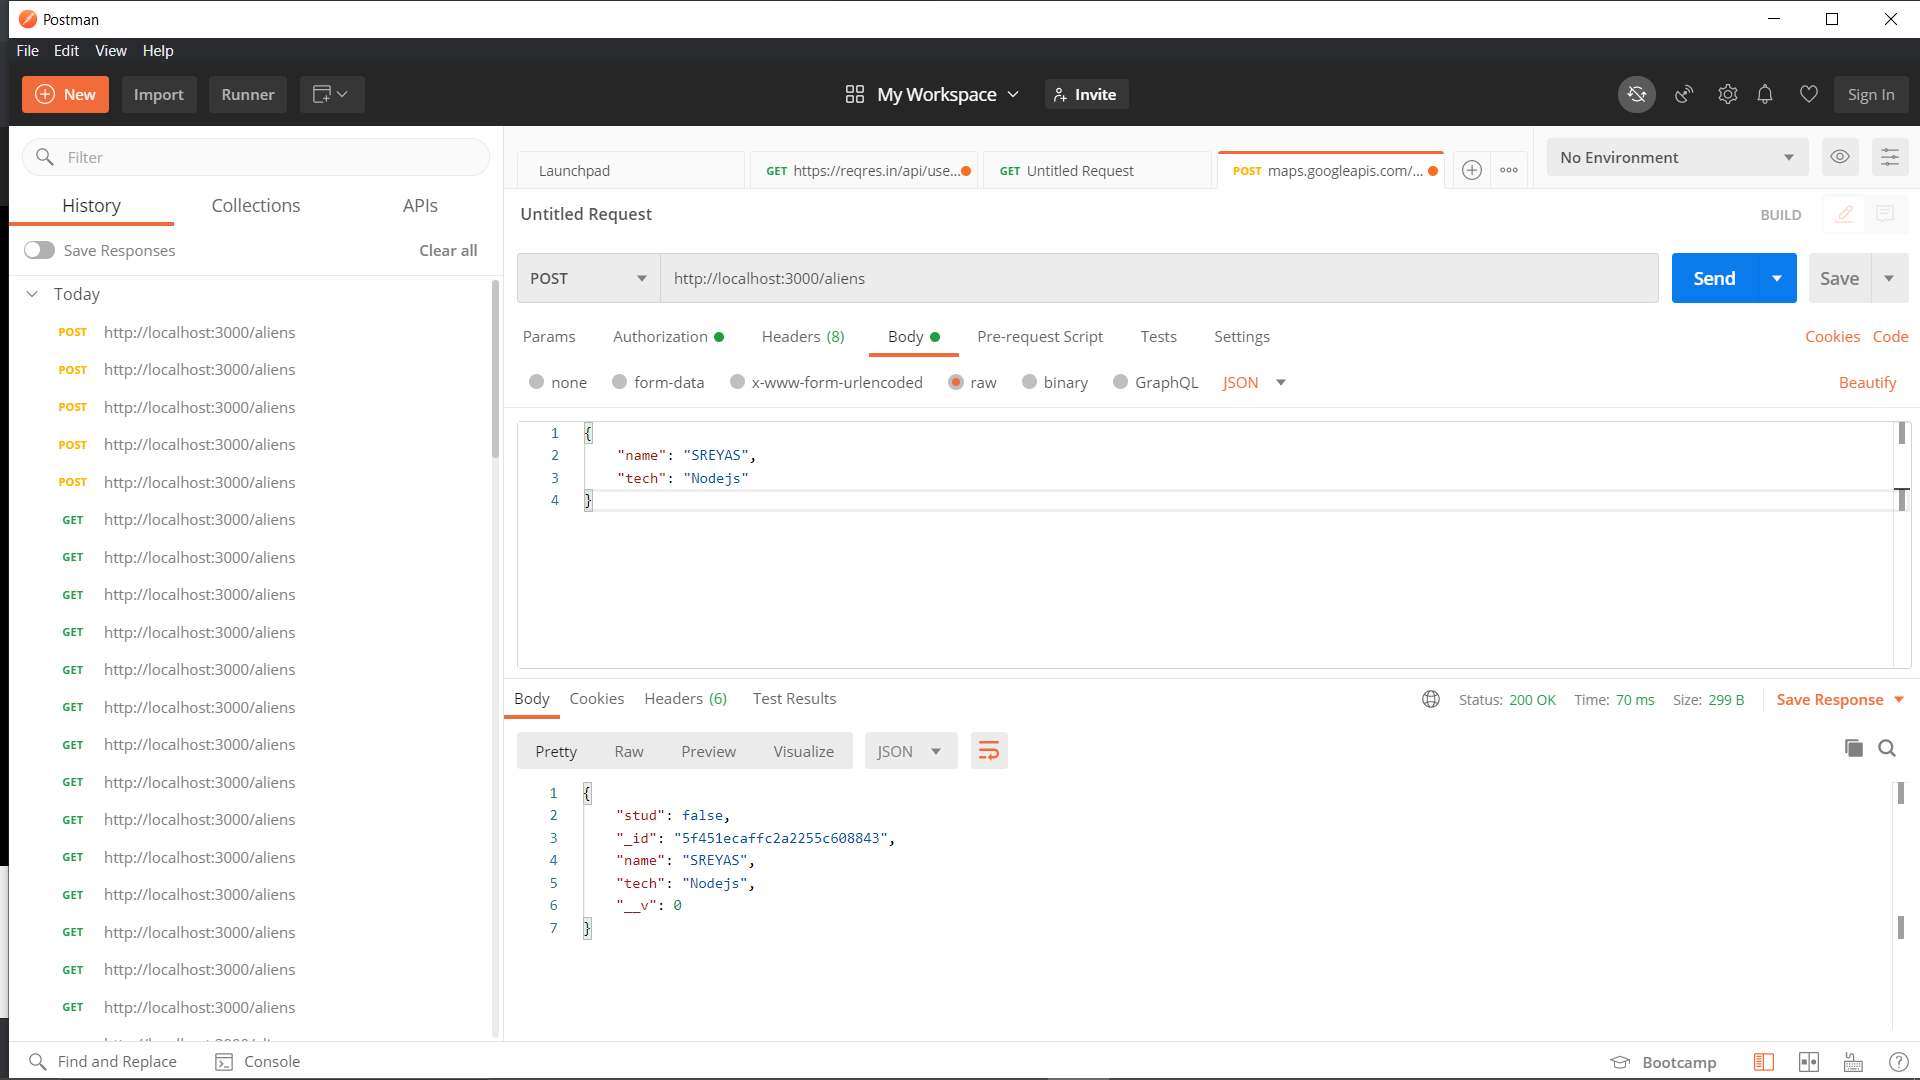 Postman
File Edit View Help
New Import Runner My Workspace Invite Sign In
Filter
History Collections APIs
Save Responses Clear all
Today
POST http://localhost:3000/aliens
POST http://localhost:3000/aliens
POST http://localhost:3000/aliens
POST http://localhost:3000/aliens
POST http://localhost:3000/aliens
GET http://localhost:3000/aliens
GET http://localhost:3000/aliens
GET http://localhost:3000/aliens
GET http://localhost:3000/aliens
GET http://localhost:3000/aliens
GET http://localhost:3000/aliens
GET http://localhost:3000/aliens
GET http://localhost:3000/aliens
GET http://localhost:3000/aliens
GET http://localhost:3000/aliens
GET http://localhost:3000/aliens
GET http://localhost:3000/aliens
GET http://localhost:3000/aliens
GET http://localhost:3000/aliens
Launchpad GET https://reqres.in/api/use... GET Untitled Request POST maps.googleapis.com/... No Environment
Untitled Request BUILD
POST http://localhost:3000/aliens Send Save
Params Authorization Headers (8) Body Pre-request Script Tests Settings Cookies Code
none form-data x-www-form-urlencoded raw binary GraphQL JSON Beautify
1 {
2 "name": "SREYAS",
3 "tech": "Nodejs"
4 }
Body Cookies Headers (6) Test Results Status: 200 OK Time: 70 ms Size: 299 B Save Response
Pretty Raw Preview Visualize JSON
1 {
2 "stud": false,
3 "_id": "5f451ecaffc2a2255c608843",
4 "name": "SREYAS",
5 "tech": "Nodejs",
6 "__v": 0
7 }
Find and Replace Console Bootcamp